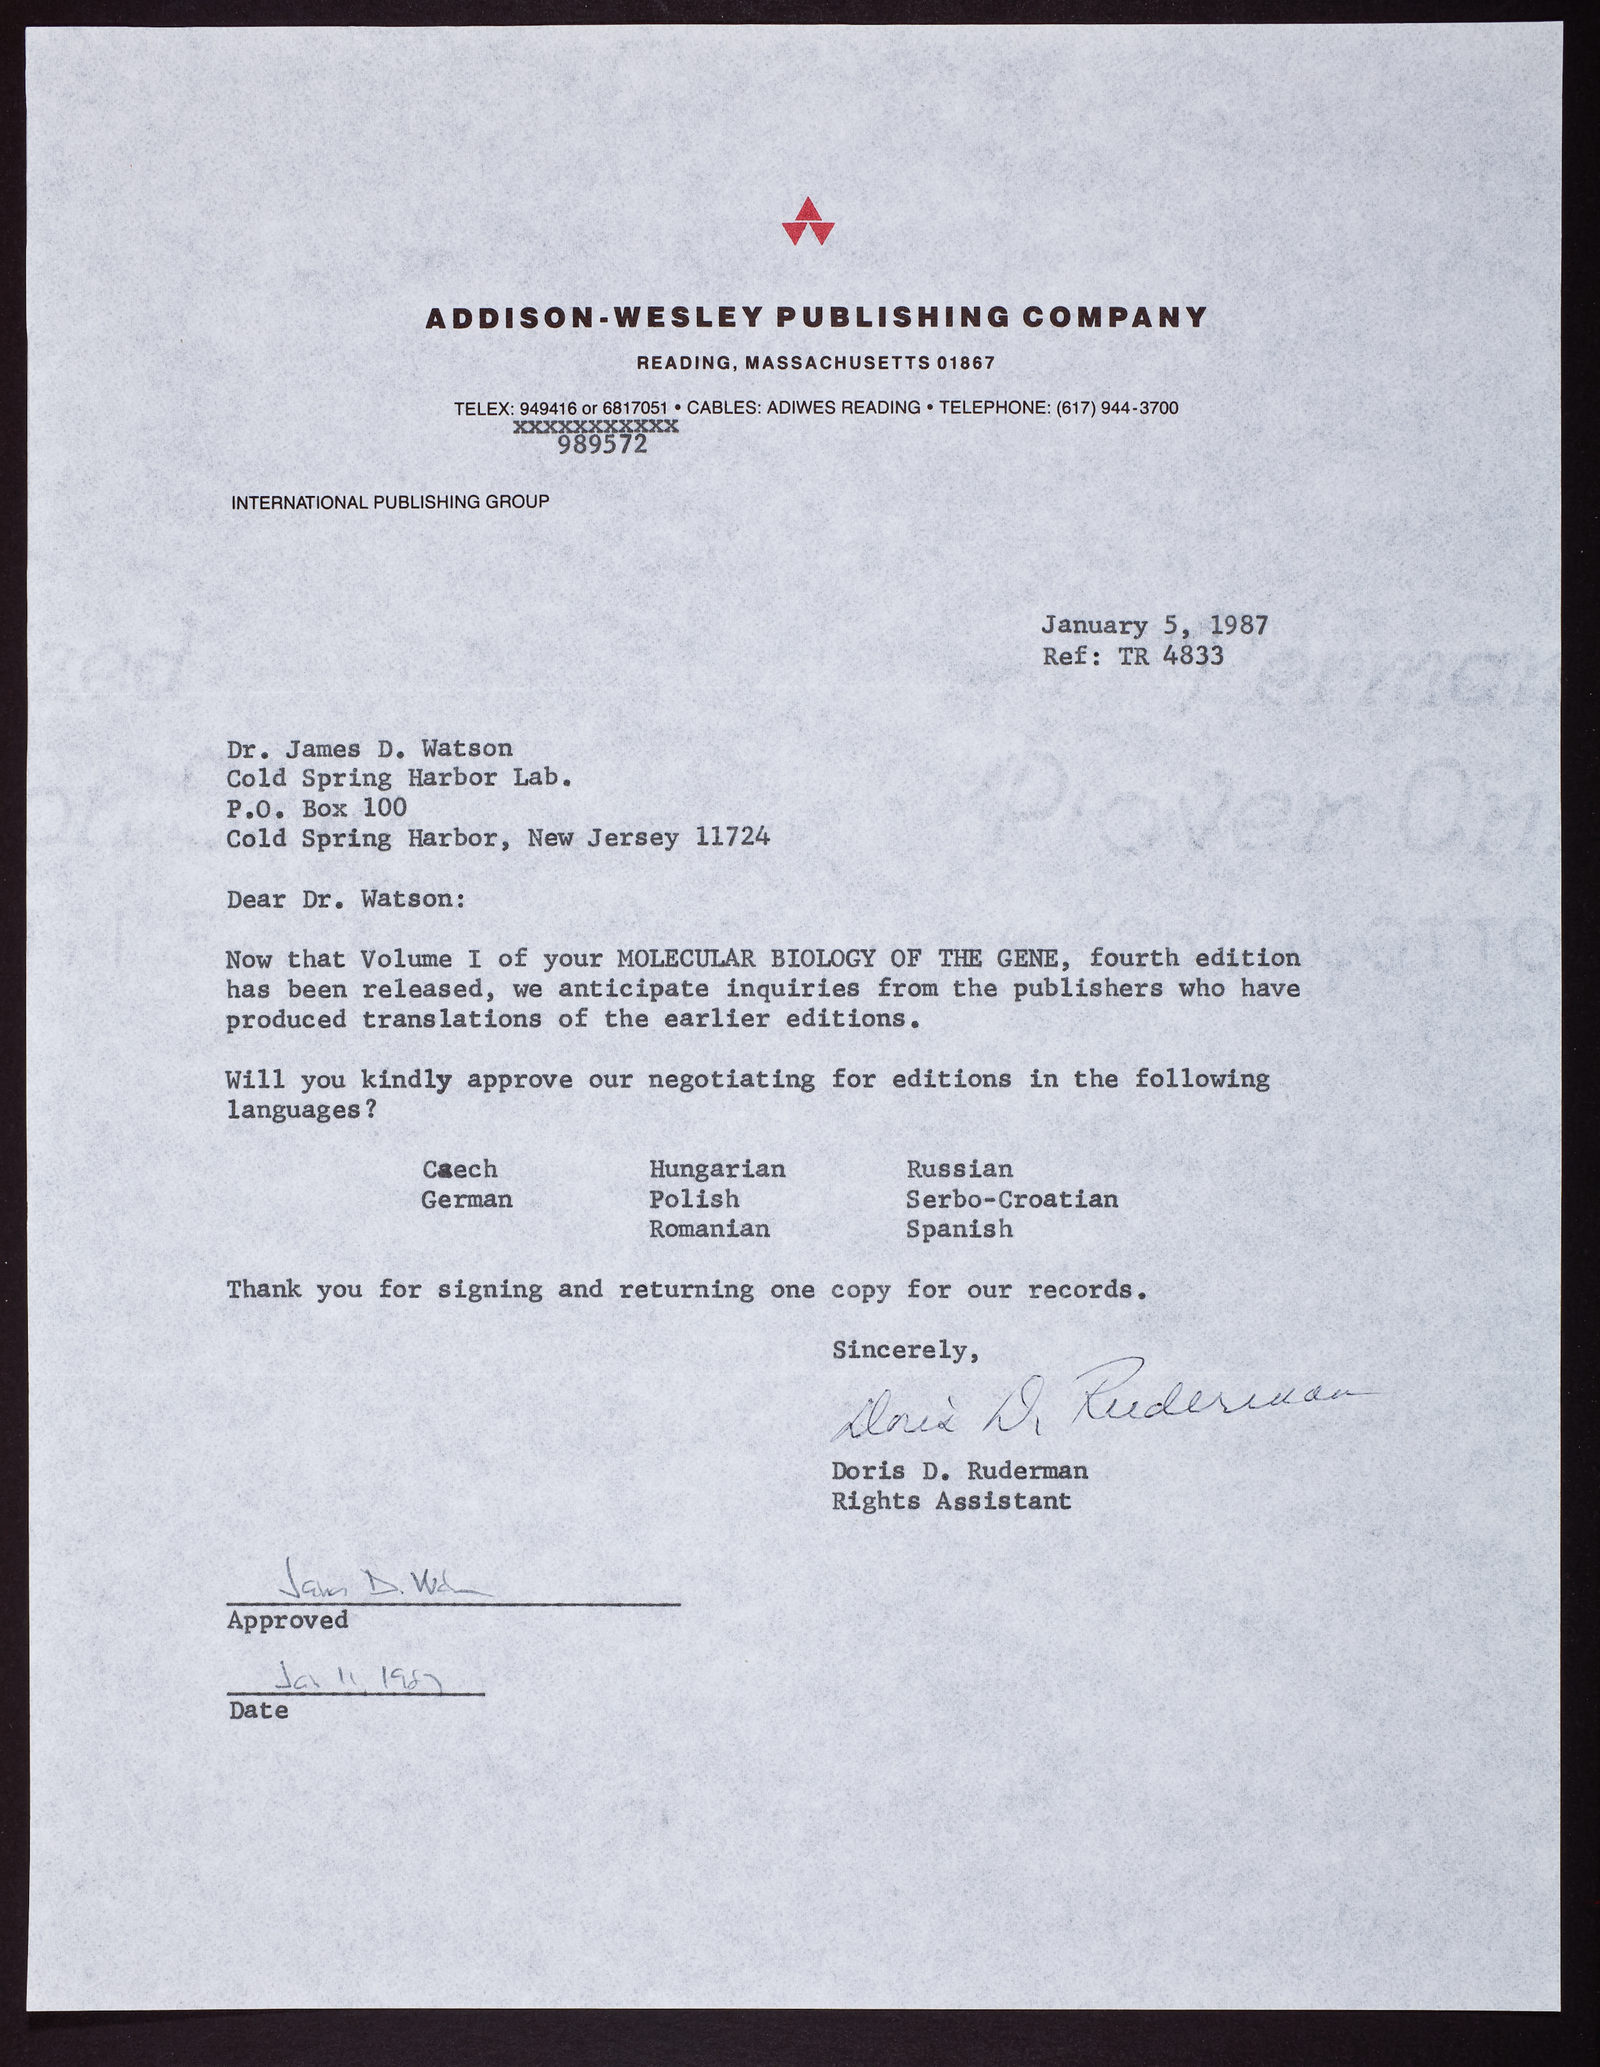 ADDISON-WESLEY PUBLISHING COMPANY
READING, MASSACHUSETTS 01867
TELEX: 949416 or 6817051 • CABLES: ADIWES READING • TELEPHONE: (617) 944-3700
xxxxxxxxxxx
989572
INTERNATIONAL PUBLISHING GROUP
January 5, 1987
Ref: TR 4833
Dr. James D. Watson
Cold Spring Harbor Lab.
P.O. Box 100
Cold Spring Harbor, New Jersey 11724
Dear Dr. Watson:
Now that Volume I of your MOLECULAR BIOLOGY OF THE GENE, fourth edition
has been released, we anticipate inquiries from the publishers who have
produced translations of the earlier editions.
Will you kindly approve our negotiating for editions in the following
languages?
Czech Hungarian Russian
German Polish Serbo-Croatian
Romanian Spanish
Thank you for signing and returning one copy for our records.
Sincerely,
Doris D. Ruderman
Doris D. Ruderman
Rights Assistant
James D. Watson
Approved
Jan 11, 1987
Date